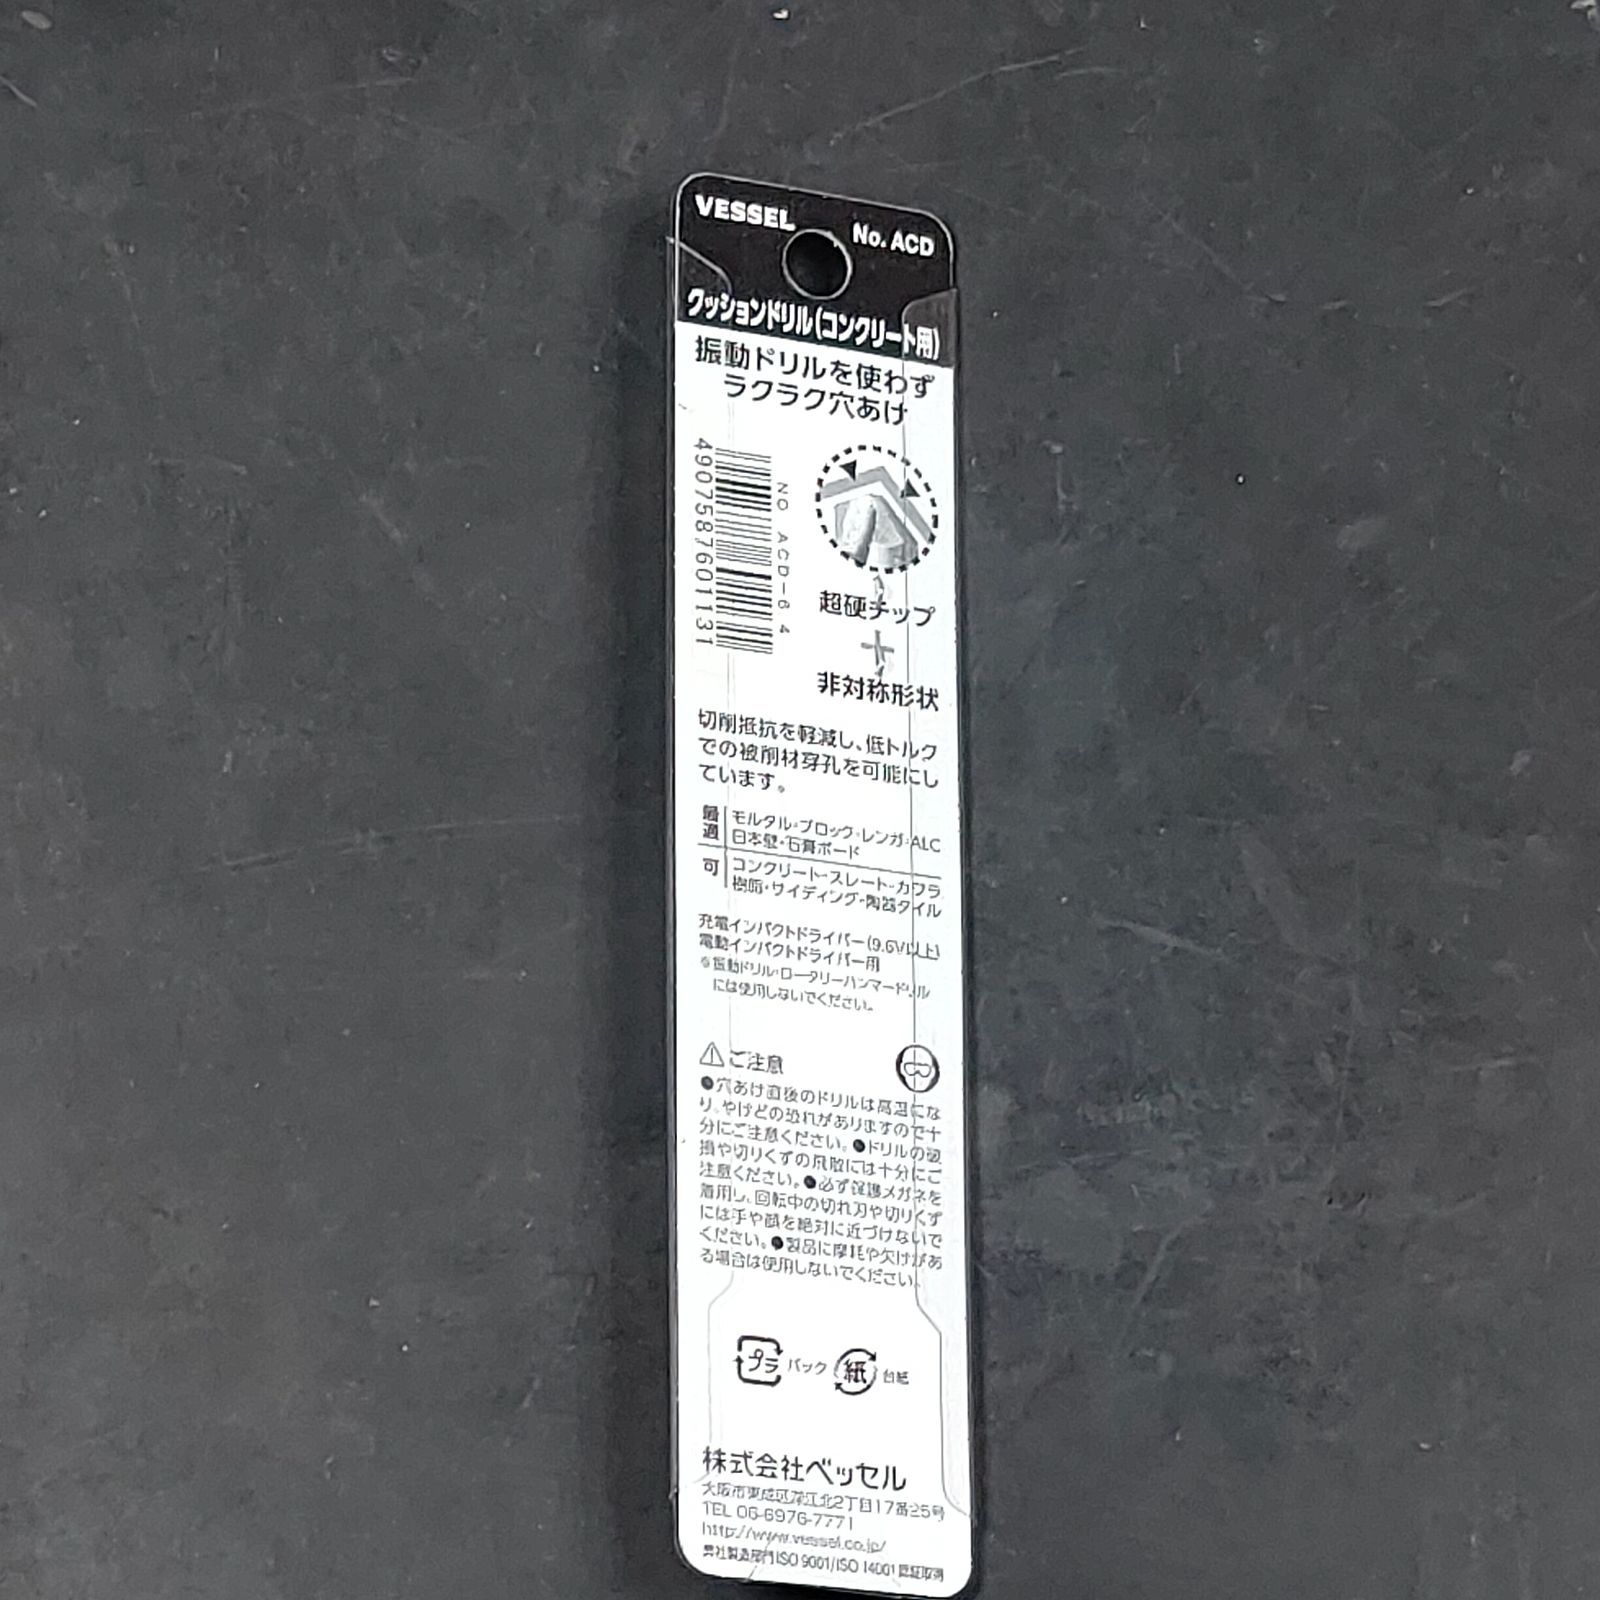 VESSEL
No. ACD
クッションドリル(コンクリート用)
振動ドリルを使わず
ラクラク穴あけ
4907587601131
NO ACD-64
超硬チップ
+
非対称形状
切削抵抗を軽減し、低トルク
での被削材穿孔を可能にし
ています。
最適 モルタル・ブロック・レンガ・ALC
日本壁・石膏ボード
可 コンクリート・スレート・カワラ
樹脂・サイディング・陶器タイル
充電インパクトドライバー(9.6V以上)
電動インパクトドライバー用
※振動ドリル・ロータリーハンマードリル
には使用しないでください。
⚠ご注意
●穴あけ直後のドリルは高温にな
り、やけどの恐れがありますので十
分にご注意ください。●ドリルの破
損や切りくずの飛散には十分にご
注意ください。●必ず保護メガネを
着用し、回転中の切れ刃や切りくず
には手や顔を絶対に近づけないで
ください。●製品に摩耗や欠けがあ
る場合は使用しないでください。
プラ パック 紙 台紙
株式会社ベッセル
大阪市東成区深江北2丁目17番25号
TEL 06-6976-7771
http://www.vessel.co.jp/
弊社製造部門ISO 9001/ISO 14001認証取得